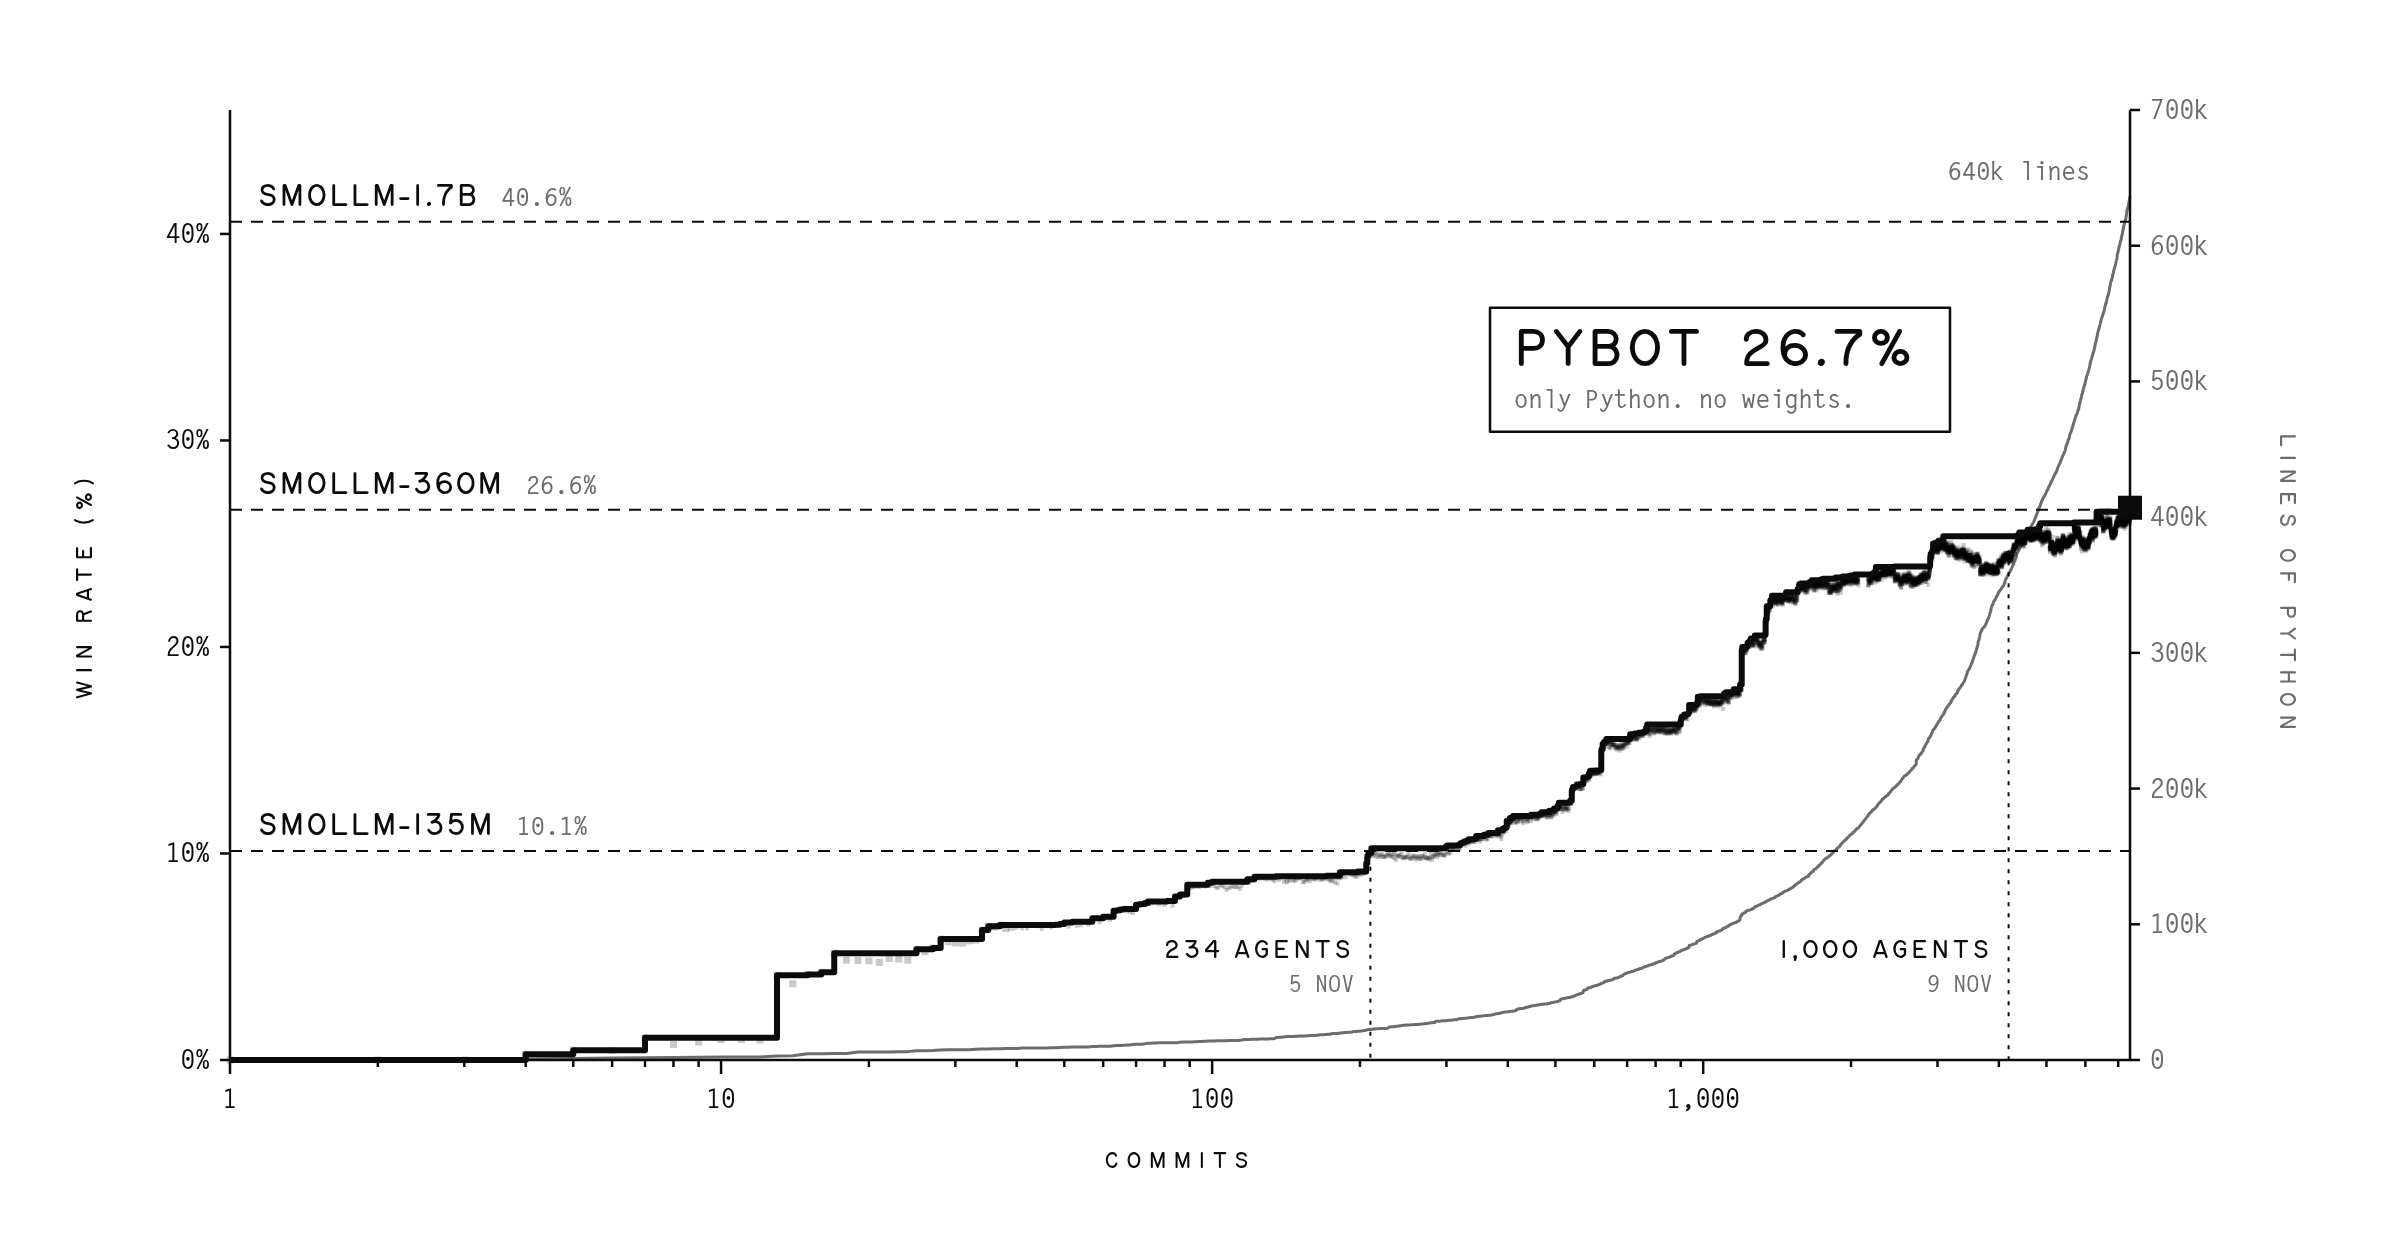 700k
640k lines
SMOLLM-1.7B 40.6%
40%
600k
PYBOT 26.7%
only Python. no weights.
500k
30%
SMOLLM-360M 26.6%
400k
WIN RATE (%)
LINES OF PYTHON
20%
300k
200k
SMOLLM-135M 10.1%
10%
100k
234 AGENTS
5 NOV
1,000 AGENTS
9 NOV
0%
0
1 10 100 1,000
COMMITS